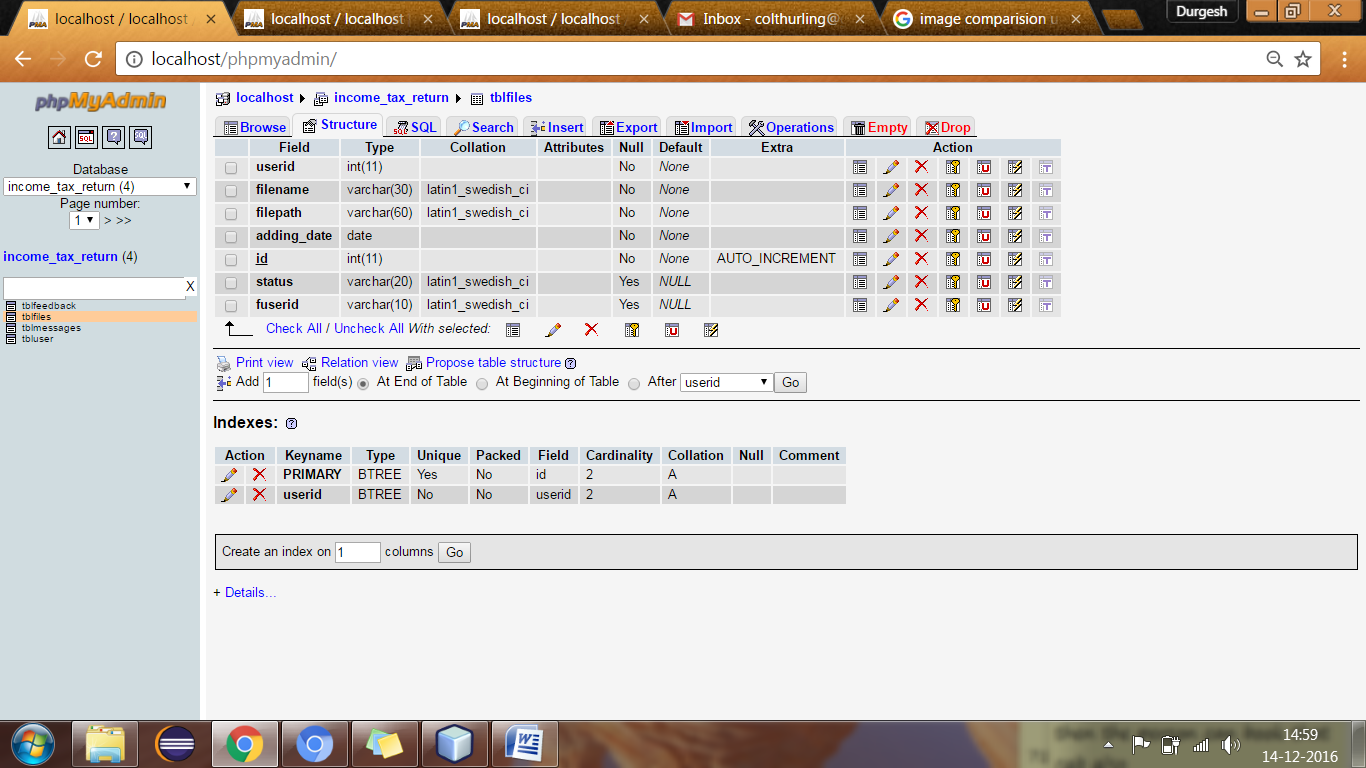 localhost / localhost /
localhost / localhost
localhost / localhost
Inbox - colthurling@
image comparision u
Durgesh
localhost/phpmyadmin/
phpMyAdmin
SQL
Database
income_tax_return (4)
Page number:
1 > >>
income_tax_return (4)
X
tblfeedback
tblfiles
tblmessages
tbluser
localhost income_tax_return tblfiles
Browse Structure SQL Search Insert Export Import Operations Empty Drop
Field Type Collation Attributes Null Default Extra Action
userid int(11) No None
filename varchar(30) latin1_swedish_ci No None
filepath varchar(60) latin1_swedish_ci No None
adding_date date No None
id int(11) No None AUTO_INCREMENT
status varchar(20) latin1_swedish_ci Yes NULL
fuserid varchar(10) latin1_swedish_ci Yes NULL
Check All / Uncheck All With selected:
Print view Relation view Propose table structure
Add 1 field(s) At End of Table At Beginning of Table After userid Go
Indexes:
Action Keyname Type Unique Packed Field Cardinality Collation Null Comment
PRIMARY BTREE Yes No id 2 A
userid BTREE No No userid 2 A
Create an index on 1 columns Go
+ Details...
14:59
14-12-2016